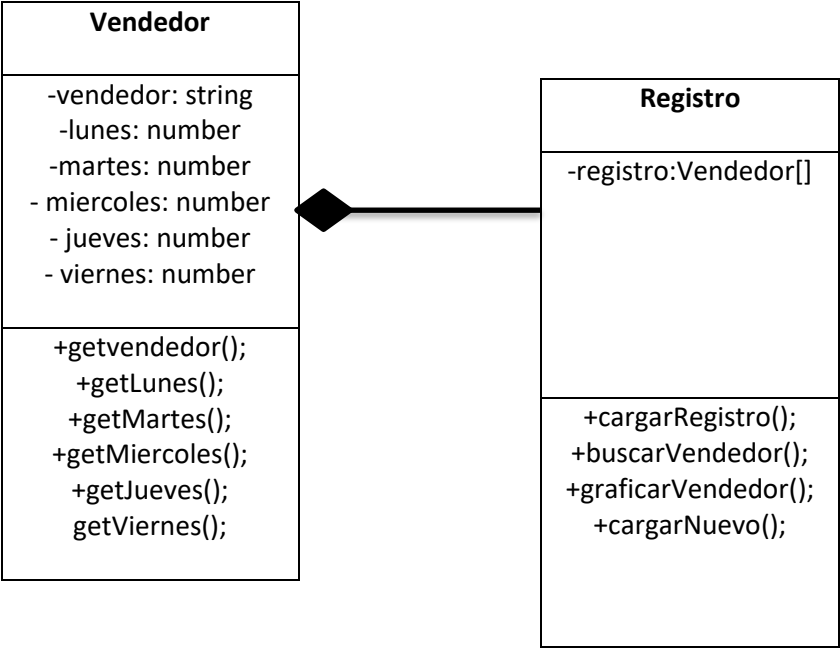 Vendedor
-vendedor: string
-lunes: number
-martes: number
- miercoles: number
- jueves: number
- viernes: number
+getvendedor();
+getLunes();
+getMartes();
+getMiercoles();
+getJueves();
getViernes();
Registro
-registro:Vendedor[]
+cargarRegistro();
+buscarVendedor();
+graficarVendedor();
+cargarNuevo();